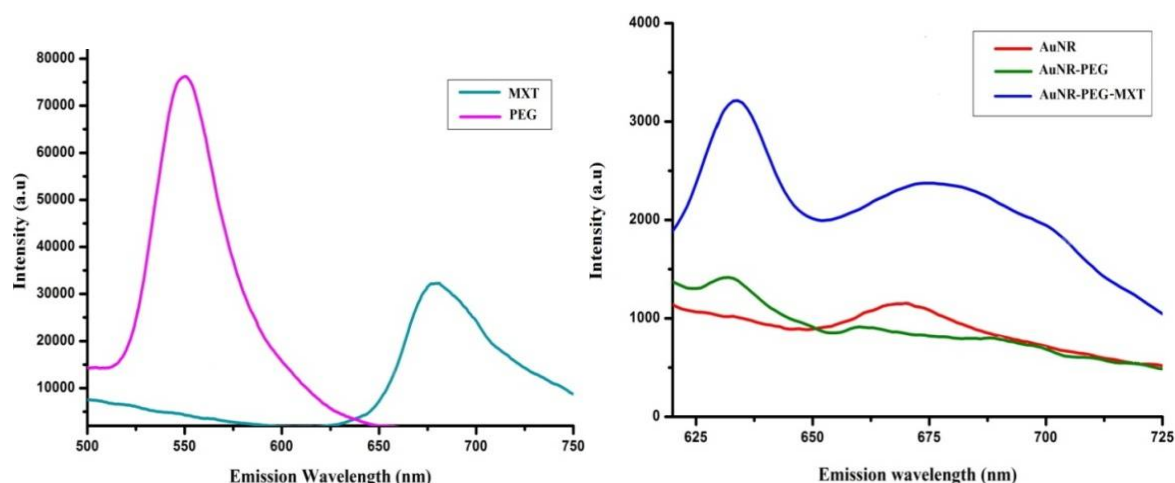 80000
70000
60000
50000
40000
30000
20000
10000
Intensity (a.u)
500
550
600
650
700
750
Emission Wavelength (nm)
MXT
PEG
4000
3000
2000
1000
0
Intensity (a.u)
625
650
675
700
725
Emission wavelength (nm)
AuNR
AuNR-PEG
AuNR-PEG-MXT